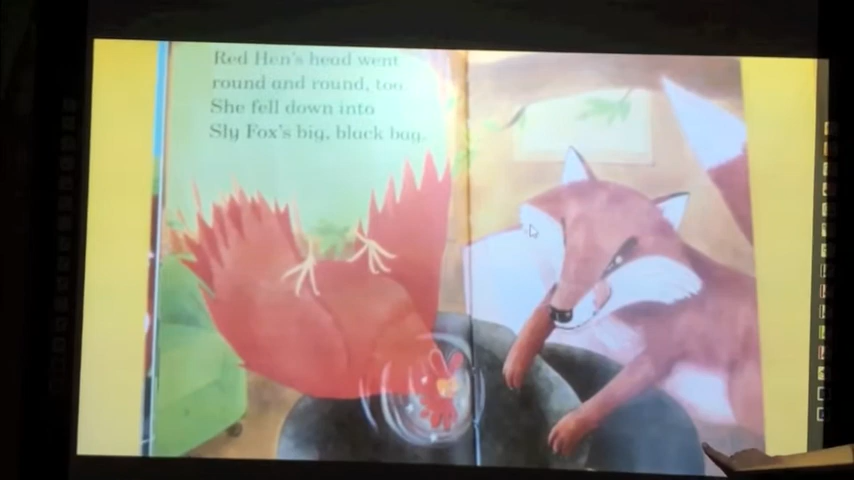 Red Hen's head went
round and round, too
She fell down into
Sly Fox's big, black bag.